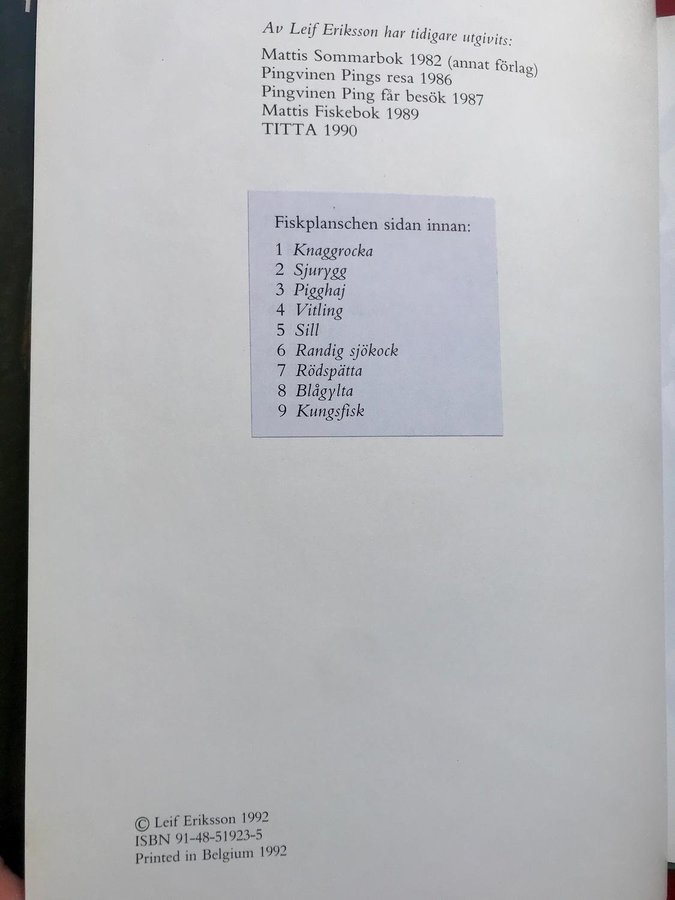 Av Leif Eriksson har tidigare utgivits:
Mattis Sommarbok 1982 (annat förlag)
Pingvinen Pings resa 1986
Pingvinen Ping får besök 1987
Mattis Fiskebok 1989
TITTA 1990
Fiskplanschen sidan innan:
1 Knaggrocka
2 Sjurygg
3 Pigghaj
4 Vitling
5 Sill
6 Randig sjökock
7 Rödspätta
8 Blågylta
9 Kungsfisk
© Leif Eriksson 1992
ISBN 91-48-51923-5
Printed in Belgium 1992